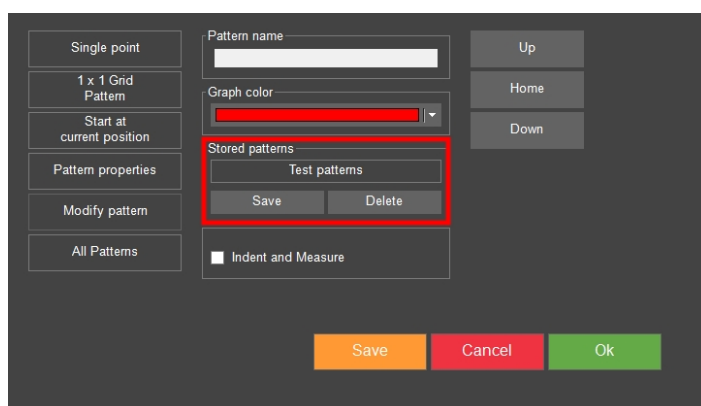 Single point
1 x 1 Grid
Pattern
Start at
current position
Pattern properties
Modify pattern
All Patterns
Pattern name
Graph color
Stored patterns
Test patterns
Save
Delete
Indent and Measure
Up
Home
Down
Save
Cancel
Ok